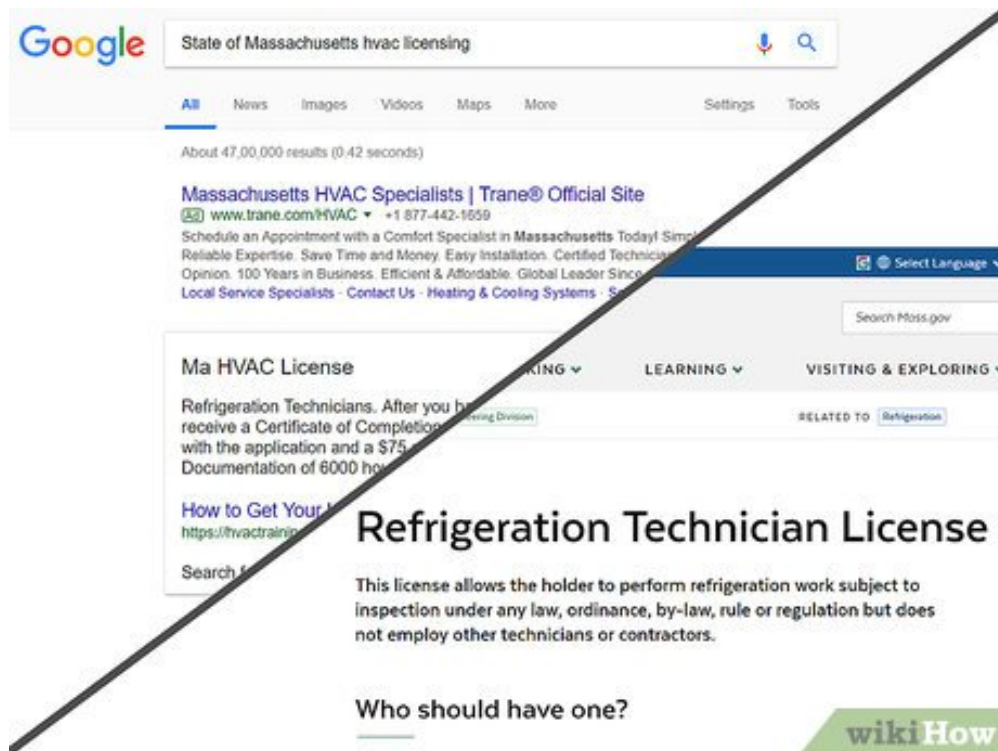 Google
State of Massachusetts hvac licensing
All News Images Videos Maps More Settings Tools
About 47,00,000 results (0.42 seconds)
Massachusetts HVAC Specialists | Trane® Official Site
Ad www.trane.com/HVAC +1 877-442-1659
Schedule an Appointment with a Comfort Specialist in Massachusetts Today!
Reliable Expertise. Save Time and Money. Easy Installation. Certified
Opinion. 100 Years in Business. Efficient & Affordable. Global Leader Since
Local Service Specialists · Contact Us · Heating & Cooling Systems ·
Ma HVAC License
Refrigeration Technicians. After you
receive a Certificate of Completion
with the application and a $75
Documentation of 6000
How to Get Your
Search
Select Language
Search Mass.gov
LEARNING VISITING & EXPLORING
Division RELATED TO Refrigeration
Refrigeration Technician License
This license allows the holder to perform refrigeration work subject to
inspection under any law, ordinance, by-law, rule or regulation but does
not employ other technicians or contractors.
Who should have one?
wikiHow